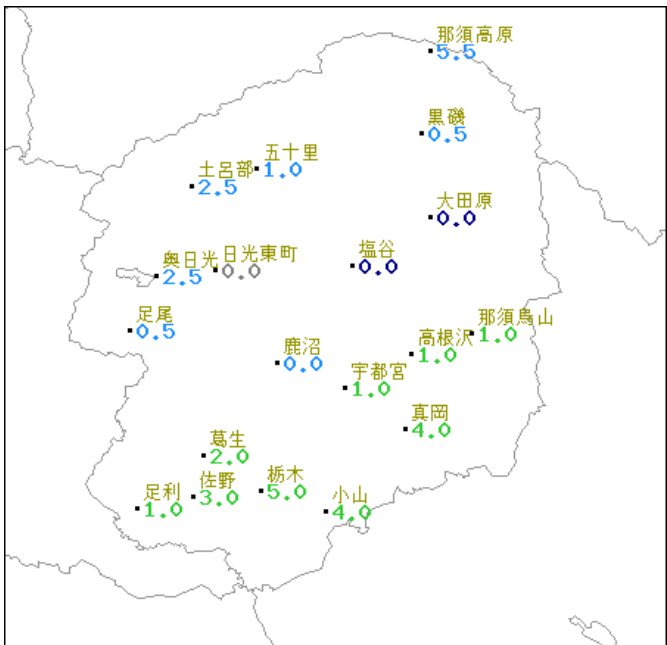 那須高原
5.5
黒磯
0.5
五十里
1.0
土呂部
2.5
大田原
0.0
塩谷
0.0
奥日光
2.5
日光東町
0.0
足尾
0.5
那須烏山
1.0
高根沢
1.0
鹿沼
0.0
宇都宮
1.0
真岡
4.0
葛生
2.0
栃木
5.0
佐野
3.0
足利
1.0
小山
4.0